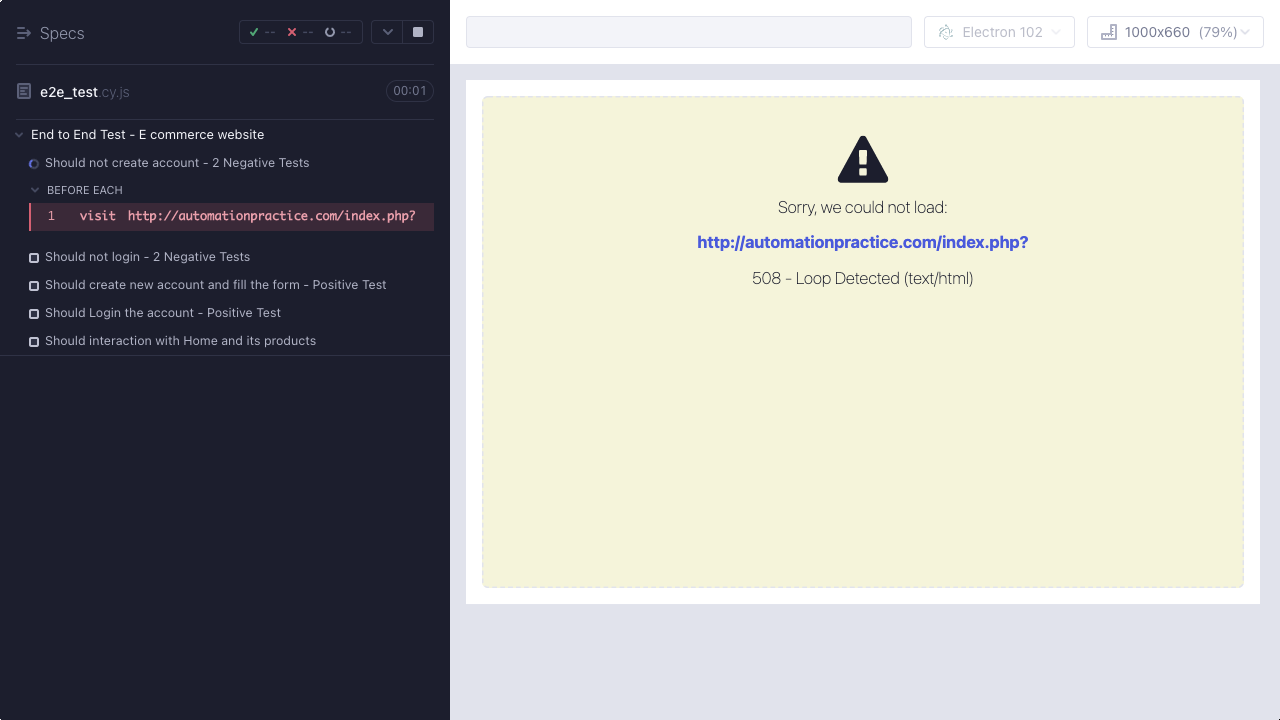 Specs
--
--
--
e2e_test.cy.js
00:01
End to End Test - E commerce website
Should not create account - 2 Negative Tests
BEFORE EACH
1 visit http://automationpractice.com/index.php?
Should not login - 2 Negative Tests
Should create new account and fill the form - Positive Test
Should Login the account - Positive Test
Should interaction with Home and its products
Electron 102
1000x660 (79%)
Sorry, we could not load:
http://automationpractice.com/index.php?
508 - Loop Detected (text/html)